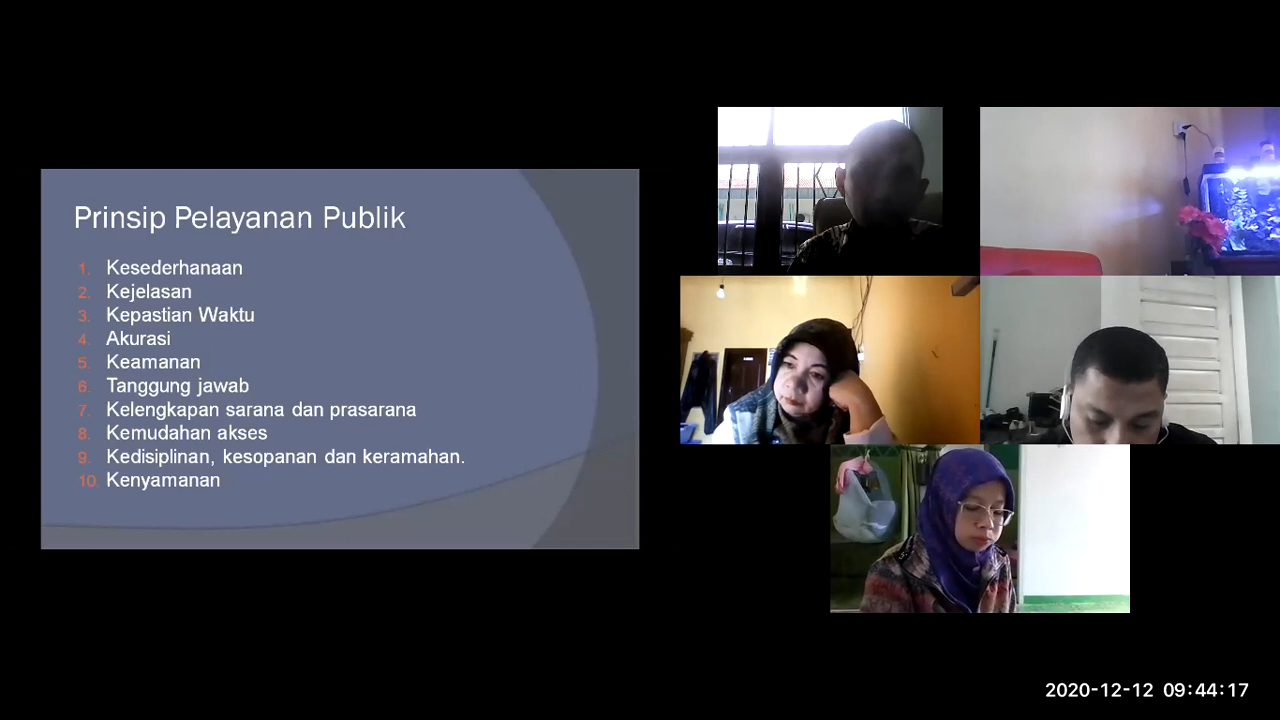 Prinsip Pelayanan Publik
1. Kesederhanaan
2. Kejelasan
3. Kepastian Waktu
4. Akurasi
5. Keamanan
6. Tanggung jawab
7. Kelengkapan sarana dan prasarana
8. Kemudahan akses
9. Kedisiplinan, kesopanan dan keramahan.
10. Kenyamanan
2020-12-12 09:44:17